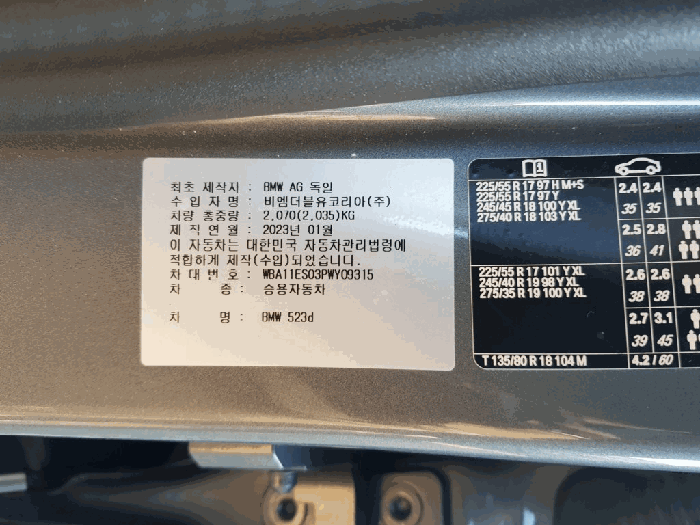 최초 제작사 : BMW AG 독일
수 입 자 명 : 비엠더블유코리아(주)
차량 총중량 : 2,070(2,035)KG
제 작 연 월 : 2023년 01월
이 자동차는 대한민국 자동차관리법령에
적합하게 제작(수입)되었습니다.
차 대 번 호 : WBA11ES03PWY09315
차 종 : 승용자동차
차 명 : BMW 523d
225/55 R 17 97 H M+S
225/55 R 17 97 Y
245/45 R 18 100 Y XL
275/40 R 18 103 Y XL
2.4 2.4
35 35
2.5 2.8
36 41
225/55 R 17 101 Y XL
245/40 R 19 98 Y XL
275/35 R 19 100 Y XL
2.6 2.6
38 38
2.7 3.1
39 45
T 135/80 R 18 104 M 4.2 / 60